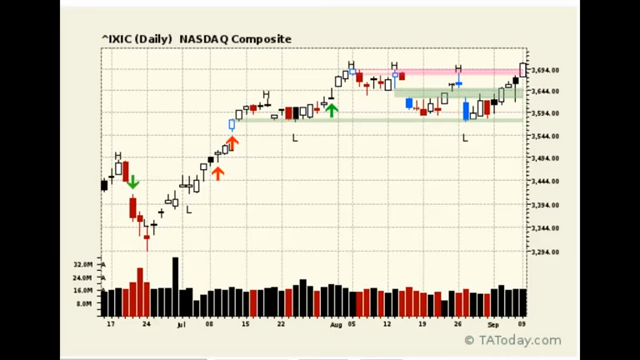 ^IXIC (Daily) NASDAQ Composite
H H H
3,694.00
H
3,644.00
3,594.00
L L
3,544.00
H
3,494.00
3,444.00
L
3,394.00
3,344.00
3,294.00
32.0M A
24.0M A
16.0M A
8.0M
17 24 Jul 08 15 22 Aug 06 12 19 26 Sep 09
© TAToday.com